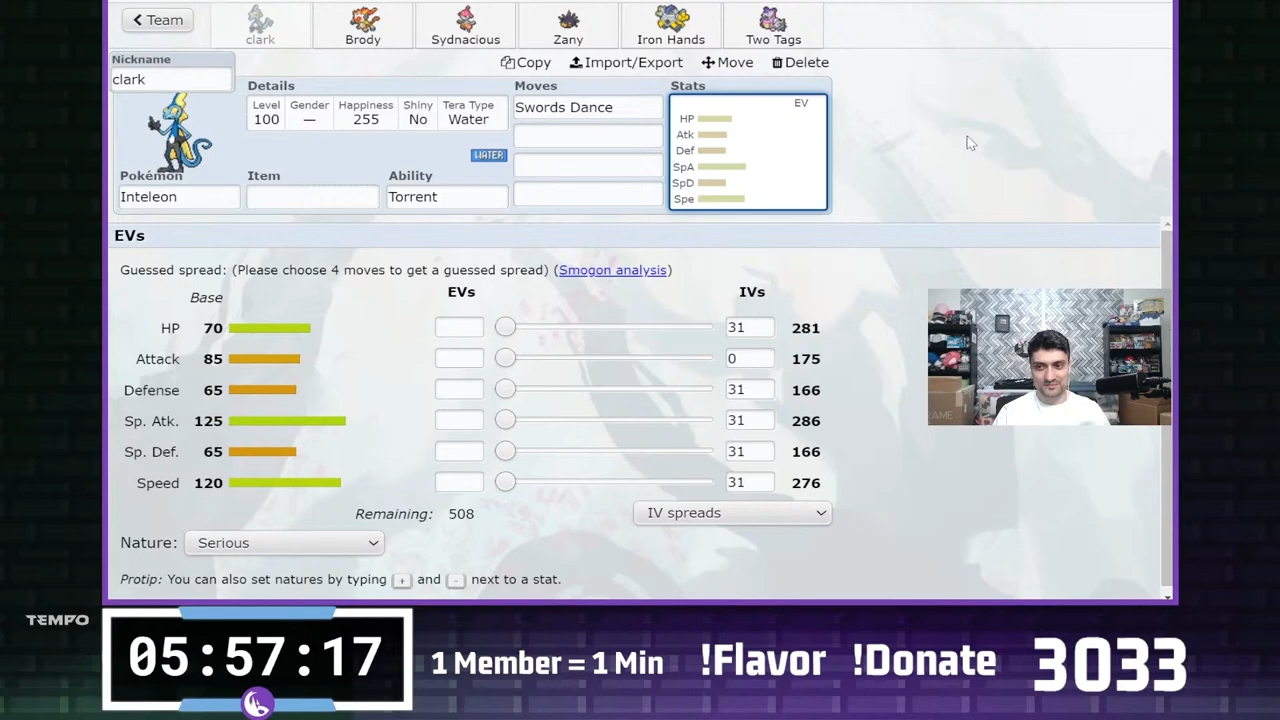 Team
clark
Brody
Sydnacious
Zany
Iron Hands
Two Tags
Copy Import/Export Move Delete
Nickname
clark
Details
Level Gender Happiness Shiny Tera Type
100 — 255 No Water
WATER
Pokémon
Inteleon
Item
Ability
Torrent
Moves
Swords Dance
Stats
EV
HP
Atk
Def
SpA
SpD
Spe
EVs
Guessed spread: (Please choose 4 moves to get a guessed spread) (Smogon analysis)
Base EVs IVs
HP 70 31 281
Attack 85 0 175
Defense 65 31 166
Sp. Atk. 125 31 286
Sp. Def. 65 31 166
Speed 120 31 276
Remaining: 508 IV spreads
Nature: Serious
Protip: You can also set natures by typing + and - next to a stat.
TEMPO
05:57:17
1 Member = 1 Min !Flavor !Donate 3033